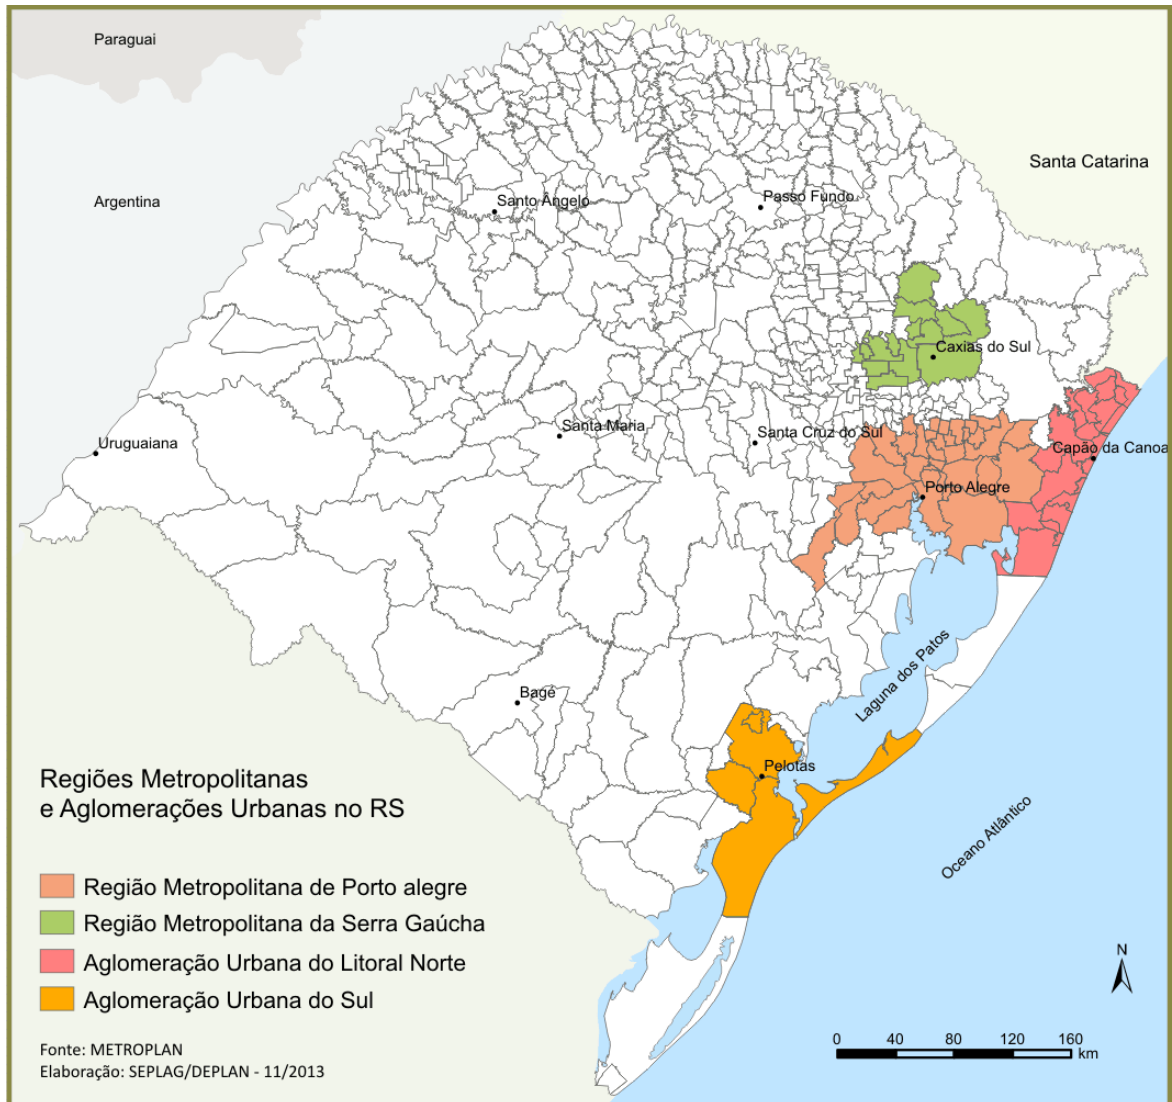 Paraguai
Santa Catarina
Argentina
Santo Ângelo
Passo Fundo
Caxias do Sul
Santa Maria
Santa Cruz do Sul
Uruguaiana
Capão da Canoa
Porto Alegre
Laguna dos Patos
Bagé
Pelotas
Oceano Atlântico
Regiões Metropolitanas
e Aglomerações Urbanas no RS
Região Metropolitana de Porto alegre
Região Metropolitana da Serra Gaúcha
Aglomeração Urbana do Litoral Norte
Aglomeração Urbana do Sul
Fonte: METROPLAN
Elaboração: SEPLAG/DEPLAN - 11/2013
N
0 40 80 120 160
km